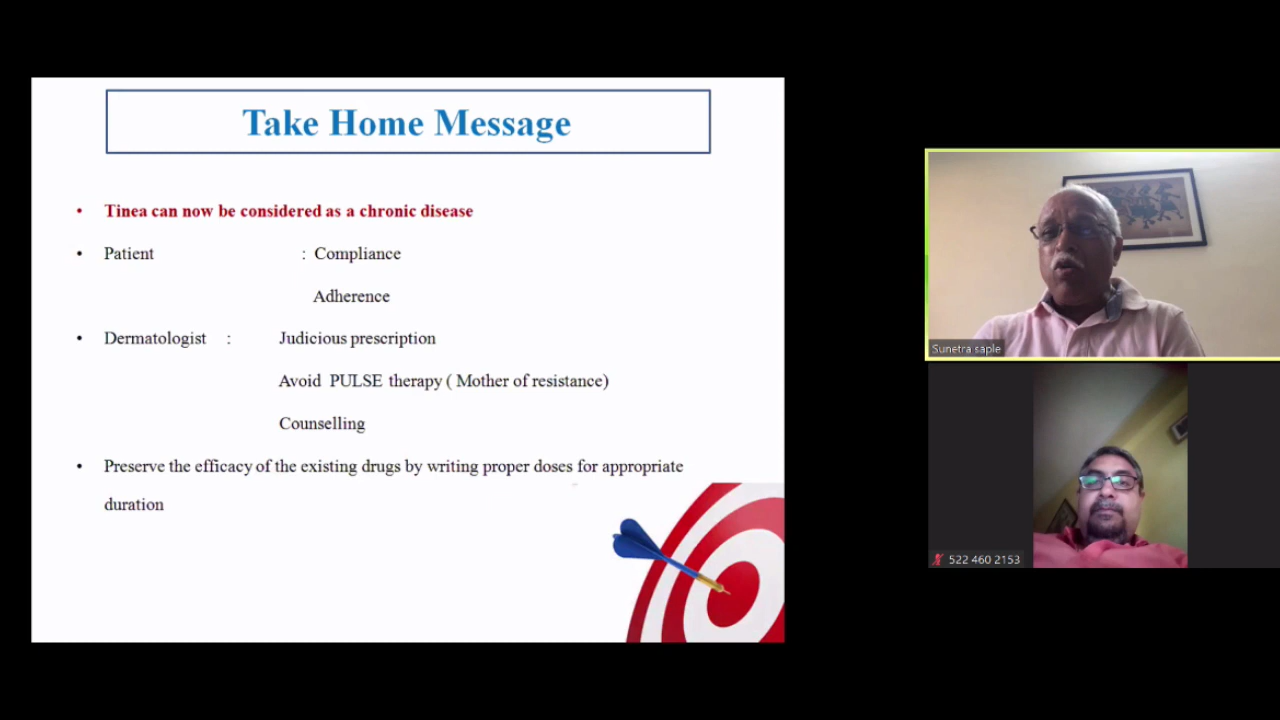 Take Home Message
• Tinea can now be considered as a chronic disease
• Patient : Compliance
Adherence
• Dermatologist : Judicious prescription
Avoid PULSE therapy ( Mother of resistance)
Counselling
• Preserve the efficacy of the existing drugs by writing proper doses for appropriate
duration
Sunetra saple
522 460 2153